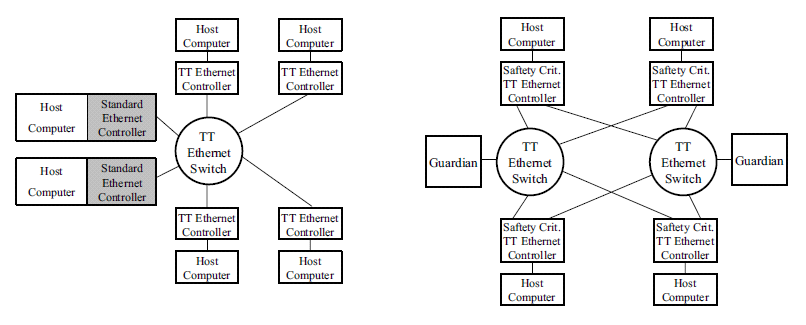 Host
Computer
Host
Computer
TT Ethernet
Controller
TT Ethernet
Controller
Host
Computer
Standard
Ethernet
Controller
TT
Ethernet
Switch
Host
Computer
Standard
Ethernet
Controller
TT Ethernet
Controller
TT Ethernet
Controller
Host
Computer
Host
Computer
Host
Computer
Host
Computer
Saftety Crit.
TT Ethernet
Controller
Saftety Crit.
TT Ethernet
Controller
Guardian
TT
Ethernet
Switch
TT
Ethernet
Switch
Guardian
Saftety Crit.
TT Ethernet
Controller
Saftety Crit.
TT Ethernet
Controller
Host
Computer
Host
Computer